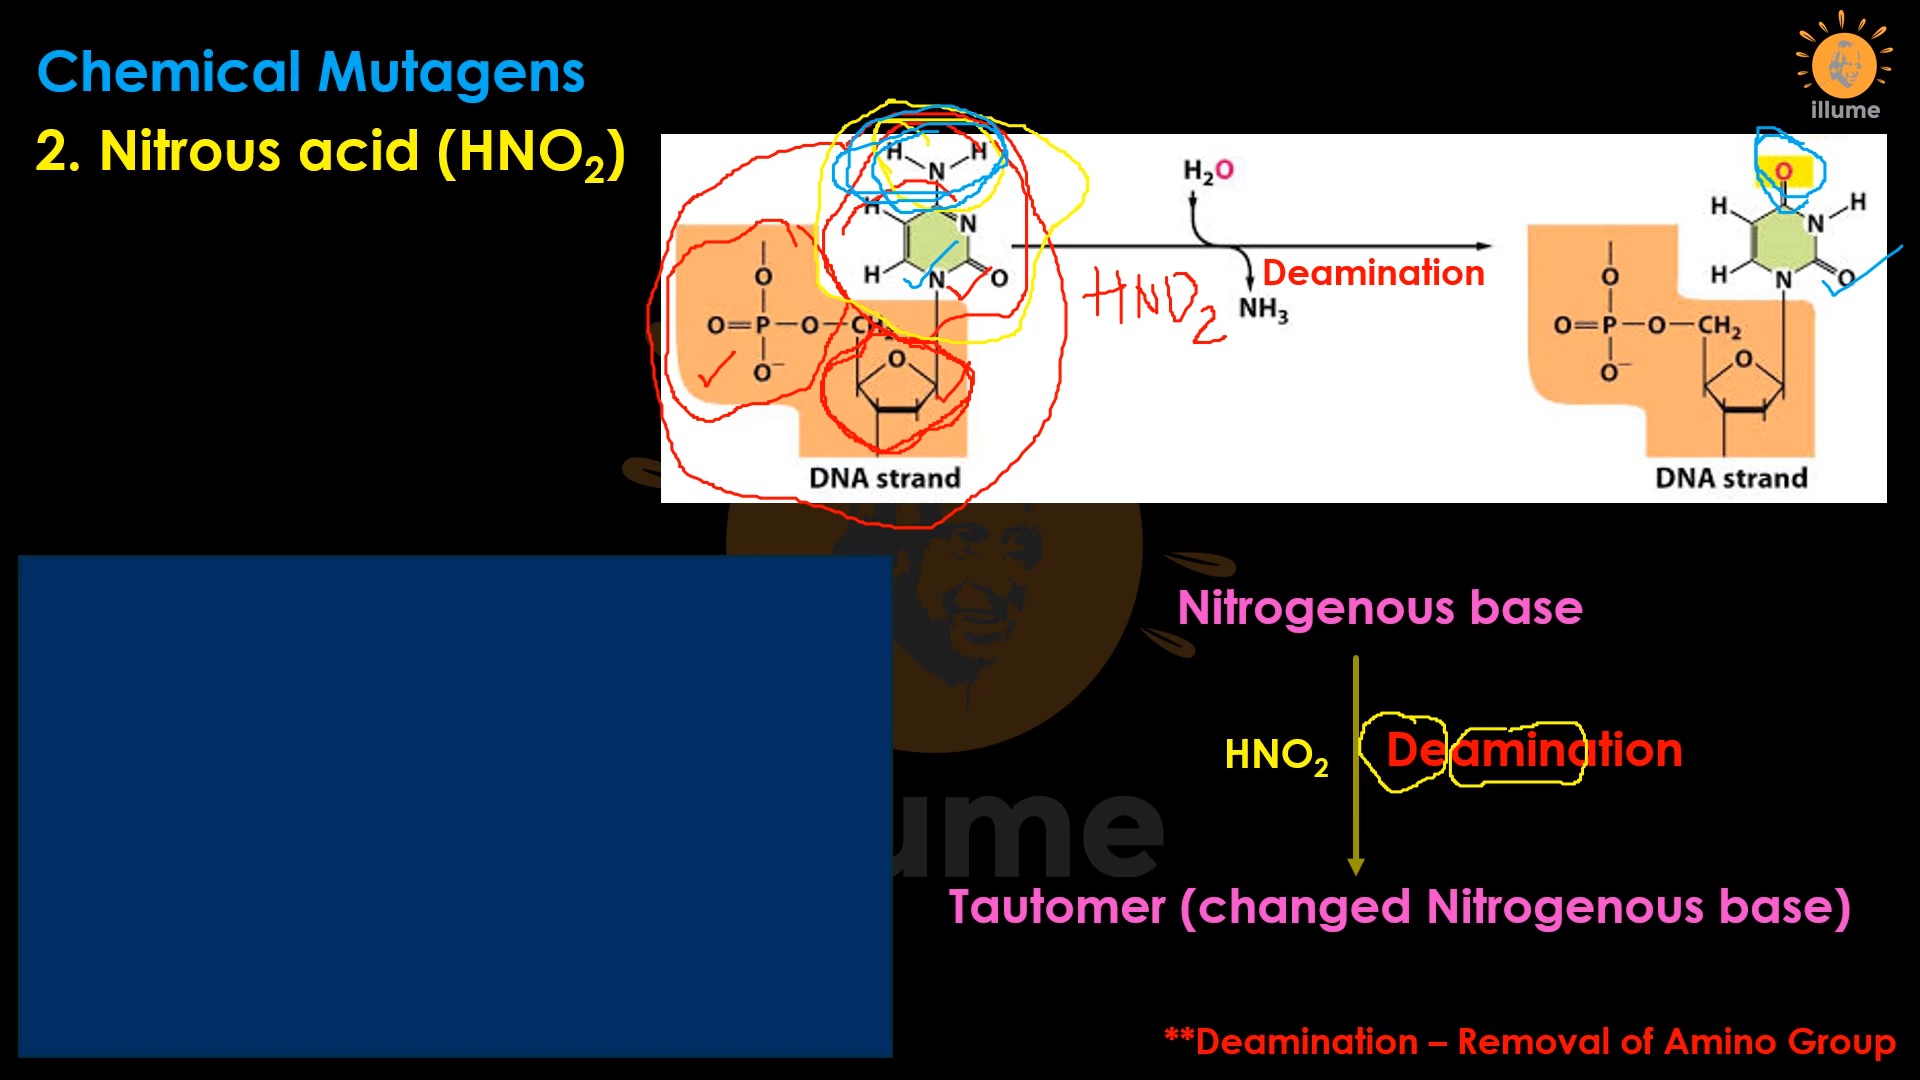 Chemical Mutagens
illume
2. Nitrous acid (HNO₂)
H H
N
H
N
H
N
O
O
O=P—O—CH₂
O⁻
O
DNA strand
H₂O
Deamination
HNO₂
NH₃
O
H
H
N
H
N
O
O
O=P—O—CH₂
O⁻
O
DNA strand
Nitrogenous base
HNO₂
Deamination
ume
Tautomer (changed Nitrogenous base)
**Deamination – Removal of Amino Group